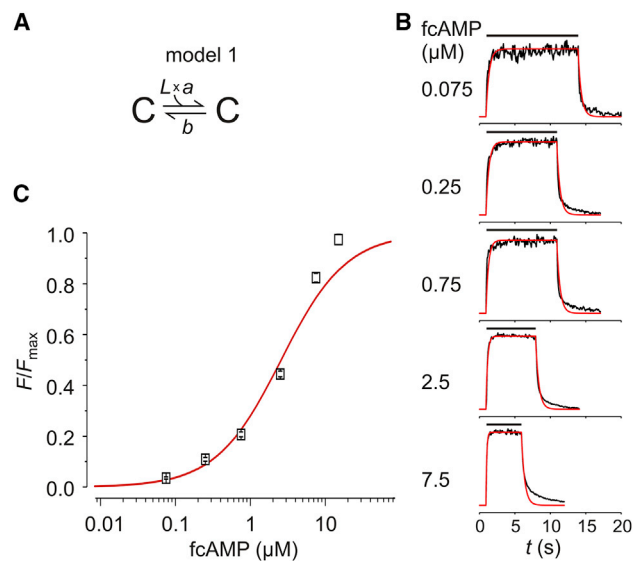 A
model 1
L×a
C ⇌ C
b
B
fcAMP
(µM)
0.075
0.25
0.75
2.5
7.5
0 5 10 15 20
t (s)
C
1.0
0.8
0.6
0.4
0.2
0.0
F/Fmax
0.01 0.1 1 10
fcAMP (µM)